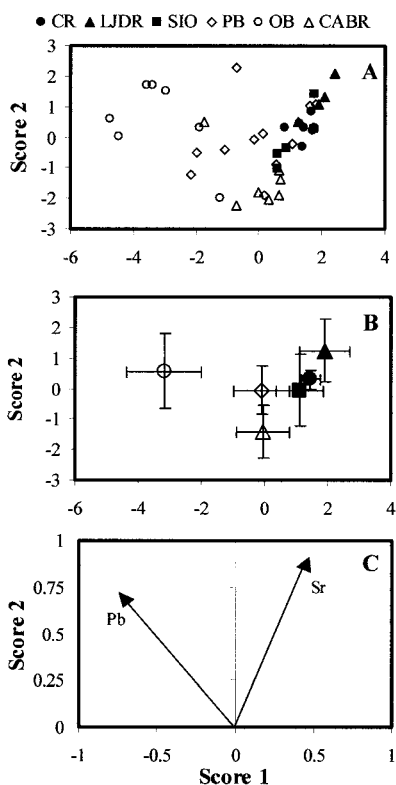 ● CR ▲ LJDR ■ SIO ◇ PB ○ OB △ CABR
A
Score 2
3
2
1
0
-1
-2
-3
-6 -4 -2 0 2 4
B
Score 2
3
2
1
0
-1
-2
-3
-6 -4 -2 0 2 4
C
Score 2
1
0.75
0.5
0.25
0
Pb
Sr
-1 -0.5 0 0.5 1
Score 1